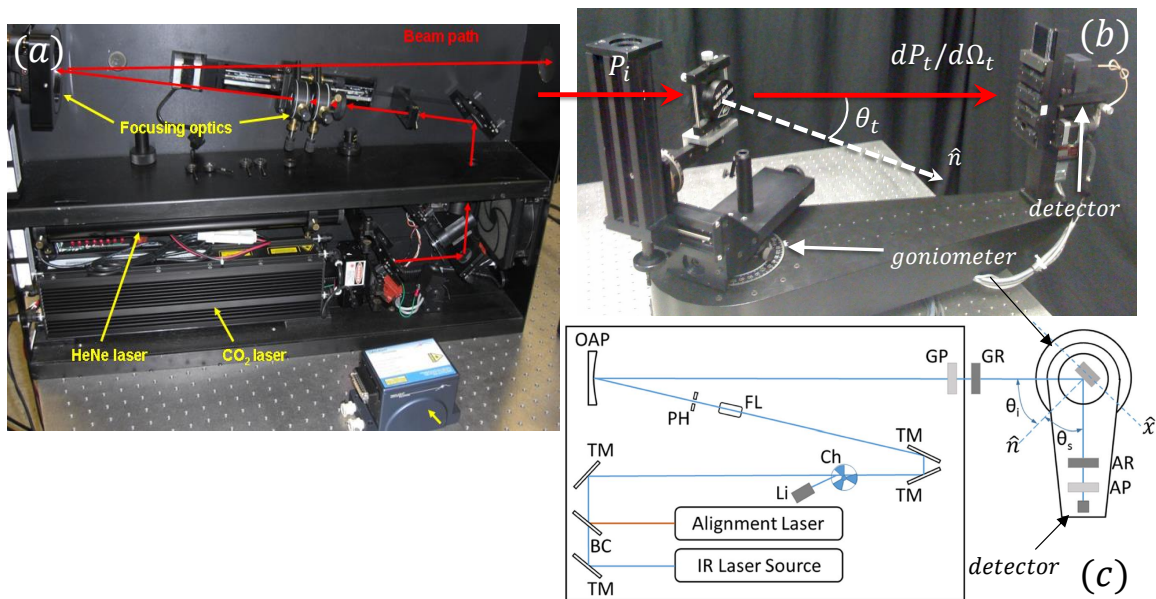 (a)
Beam path
Focusing optics
HeNe laser
CO₂ laser
(b)
Pᵢ
dPₜ/dΩₜ
θₜ
n̂
detector
goniometer
OAP
GP
GR
PH
FL
TM
TM
Ch
Li
TM
Alignment Laser
BC
IR Laser Source
TM
θᵢ
n̂
θₛ
x̂
AR
AP
detector
(c)